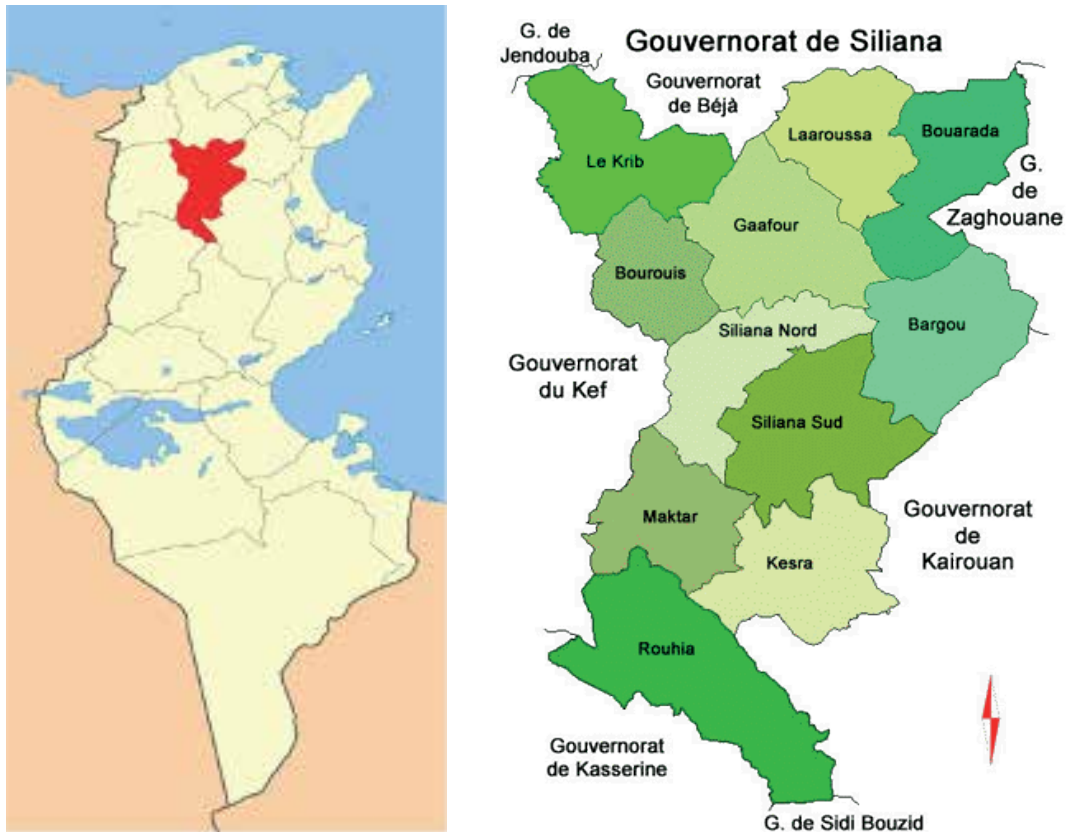 G. de
Jendouba
Gouvernorat de Siliana
Gouvernorat
de Béjà
Laaroussa
Bouarada
Le Krib
G.
de
Zaghouane
Gaafour
Bourouis
Siliana Nord
Bargou
Gouvernorat
du Kef
Siliana Sud
Maktar
Gouvernorat
de
Kairouan
Kesra
Rouhia
Gouvernorat
de Kasserine
G. de Sidi Bouzid